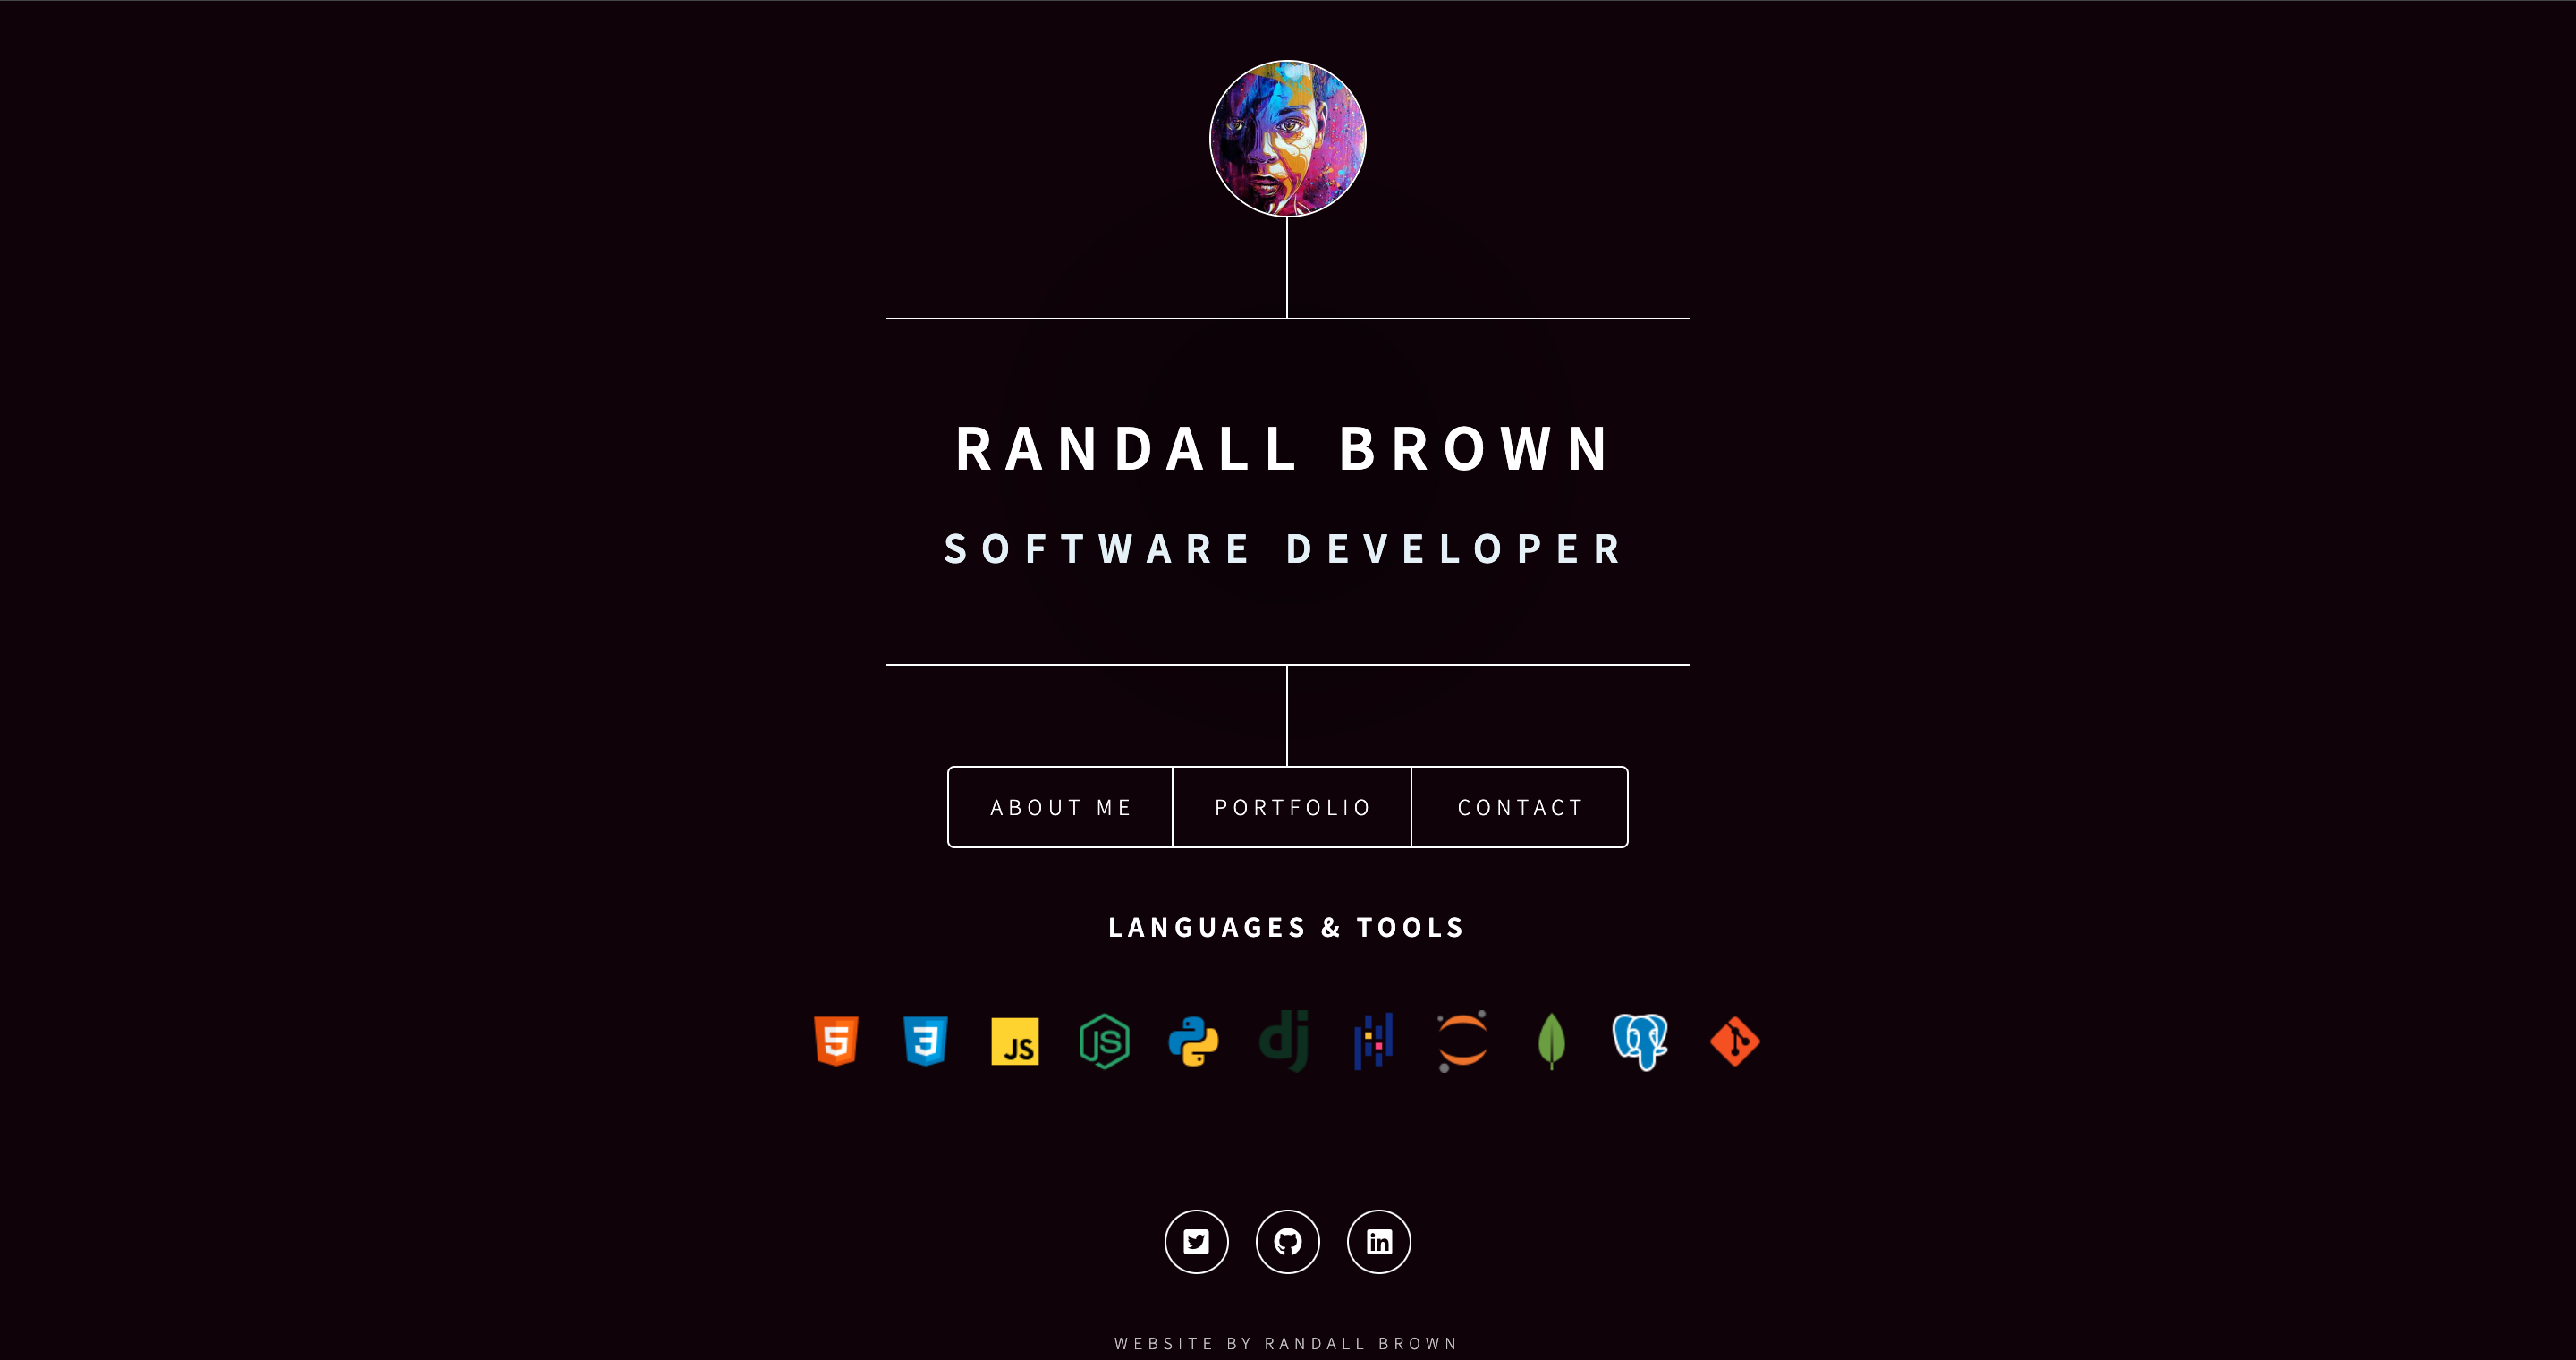 RANDALL BROWN
SOFTWARE DEVELOPER
ABOUT ME
PORTFOLIO
CONTACT
LANGUAGES & TOOLS
5
3
JS
JS
dj
in
WEBSITE BY RANDALL BROWN